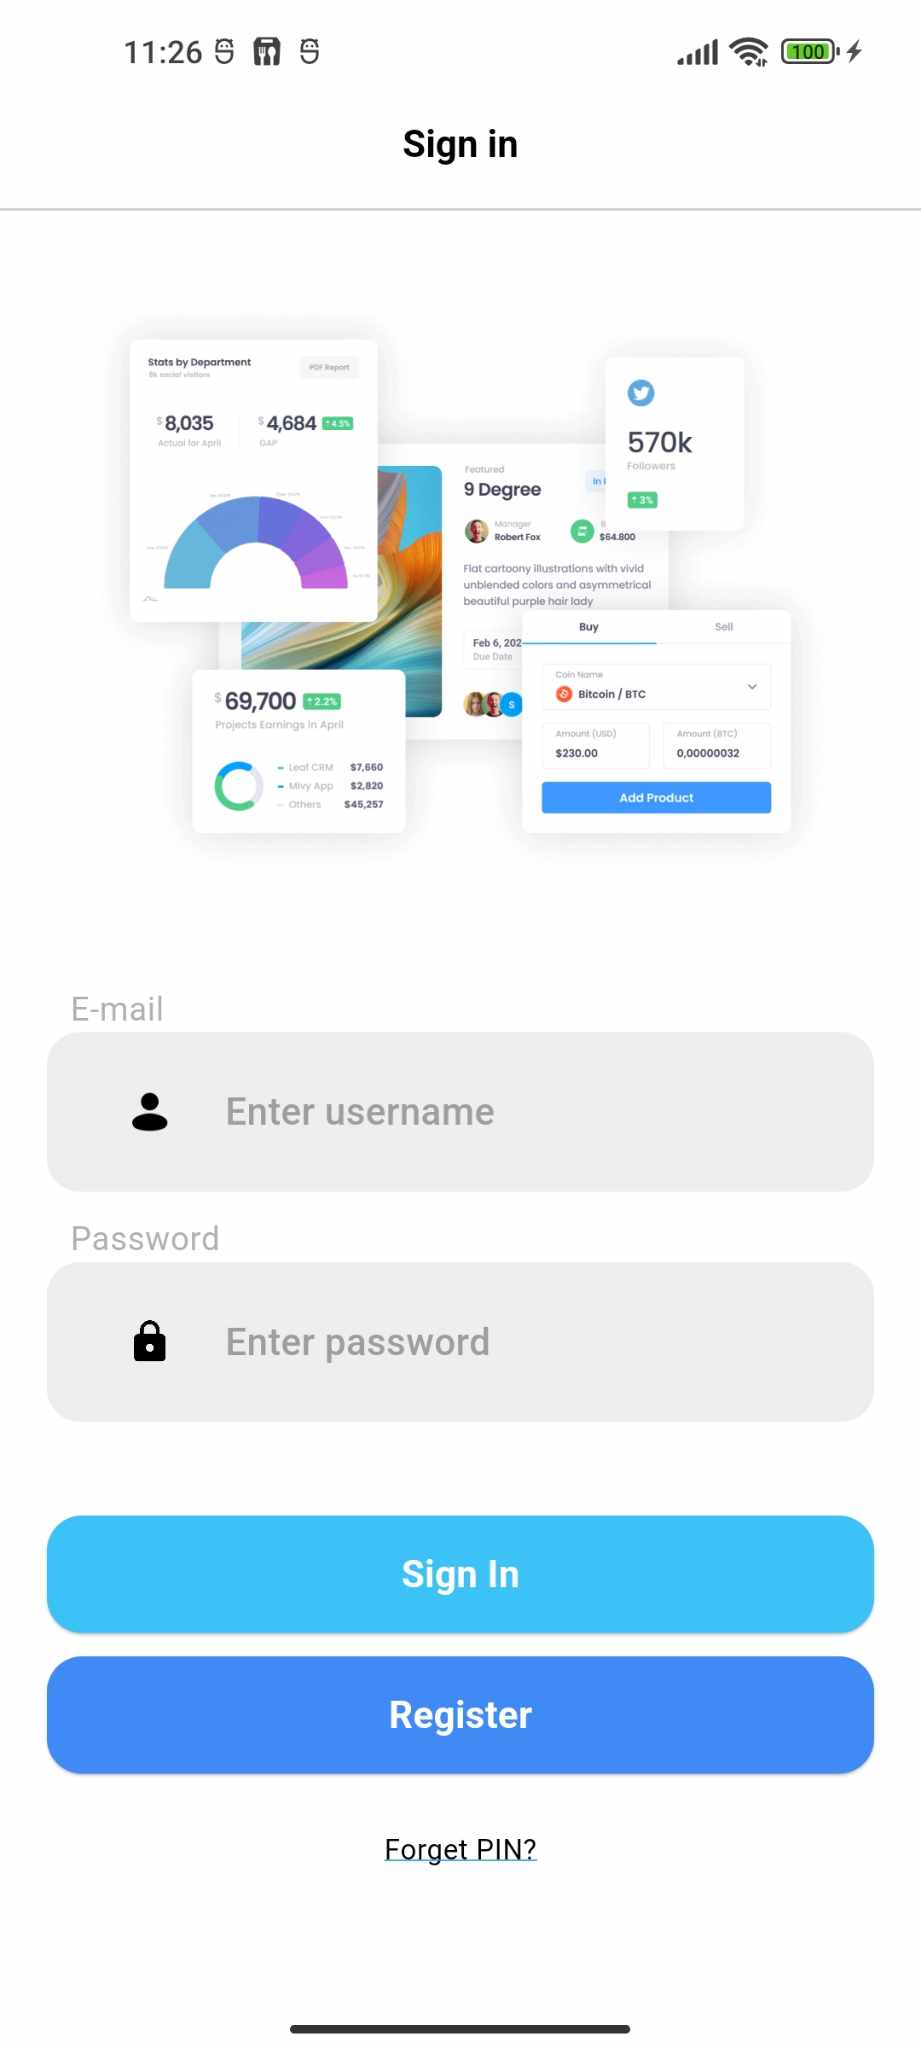 11:26
100
Sign in
Stats by Department
8k social visitors
PDF Report
$8,035
Actual for April
$4,684 ↑4.5%
GAP
570k
Followers
↑3%
Featured
9 Degree
In
Manager
Robert Fox
$64.800
Flat cartoony illustrations with vivid
unblended colors and asymmetrical
beautiful purple hair lady
Feb 6, 202
Due Date
S
$69,700 ↑2.2%
Projects Earnings in April
Leaf CRM $7,660
Mivy App $2,820
Others $45,257
Buy Sell
Coin Name
Bitcoin / BTC
Amount (USD)
$230.00
Amount (BTC)
0,00000032
Add Product
E-mail
Enter username
Password
Enter password
Sign In
Register
Forget PIN?